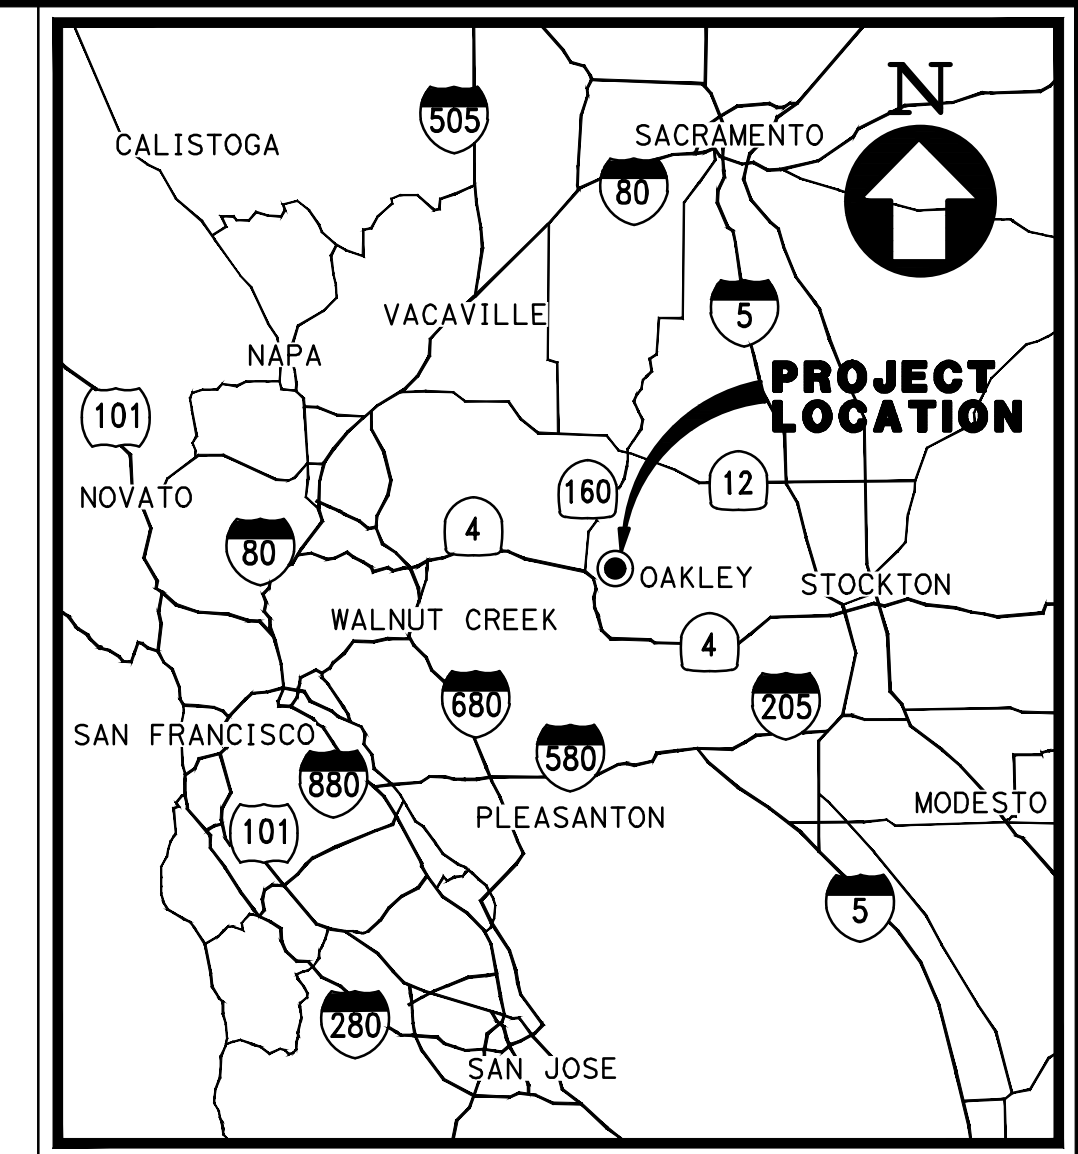 N
505
SACRAMENTO
CALISTOGA
80
5
VACAVILLE
NAPA
PROJECT
LOCATION
101
12
160
NOVATO
4
80
OAKLEY
STOCKTON
WALNUT CREEK
4
680
205
SAN FRANCISCO
580
880
MODESTO
PLEASANTON
101
5
280
SAN JOSE